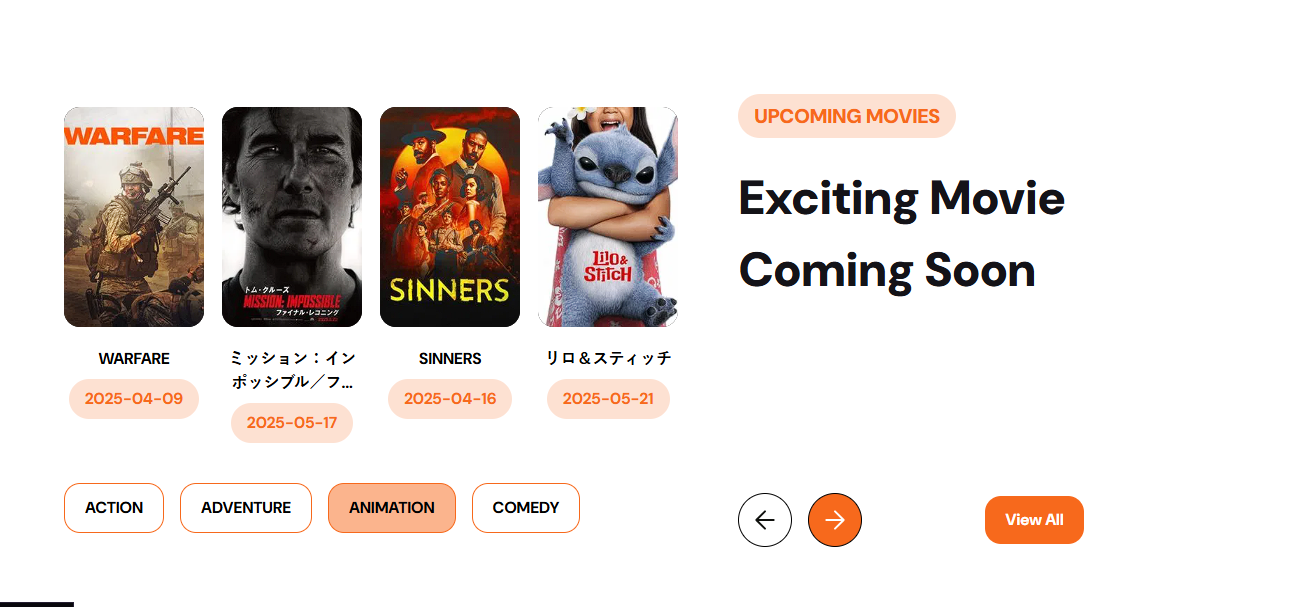 WARFARE
トム・クルーズ
MISSION: IMPOSSIBLE
ファイナル・レコニング
SINNERS
Lilo &
Stitch
WARFARE
2025-04-09
ミッション：イン
ポッシブル／フ...
2025-05-17
SINNERS
2025-04-16
リロ＆スティッチ
2025-05-21
ACTION
ADVENTURE
ANIMATION
COMEDY
UPCOMING MOVIES
Exciting Movie
Coming Soon
View All